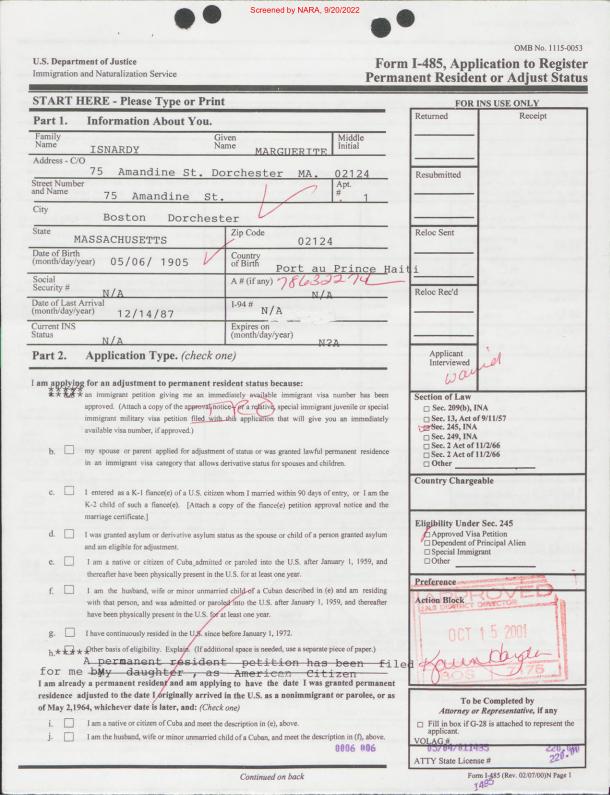 Screened by NARA, 9/20/2022
OMB No. 1115-0053
U.S. Department of Justice
Immigration and Naturalization Service
Form I-485, Application to Register
Permanent Resident or Adjust Status
START HERE - Please Type or Print
FOR INS USE ONLY
Part 1. Information About You.
Returned
Receipt
Family Name
ISNARDY
Given Name
MARGUERITE
Middle Initial
Address - C/O
75 Amandine St. Dorchester MA. 02124
Street Number and Name
75 Amandine St.
Apt. #
1
Resubmitted
City
Boston Dorchester
State
MASSACHUSETTS
Zip Code
02124
Reloc Sent
Date of Birth (month/day/year)
05/06/ 1905
Country of Birth
Port au Prince Haiti
Social Security #
N/A
A # (if any)
78632274
N/A
Reloc Rec'd
Date of Last Arrival (month/day/year)
12/14/87
I-94 #
N/A
Current INS Status
N/A
Expires on (month/day/year)
N?A
Part 2. Application Type. (check one)
Applicant Interviewed
waived
I am applying for an adjustment to permanent resident status because:
an immigrant petition giving me an immediately available immigrant visa number has been
approved. (Attach a copy of the approval notice - or a relative, special immigrant juvenile or special
immigrant military visa petition filed with this application that will give you an immediately
available visa number, if approved.)
b. my spouse or parent applied for adjustment of status or was granted lawful permanent residence
in an immigrant visa category that allows derivative status for spouses and children.
c. I entered as a K-1 fiance(e) of a U.S. citizen whom I married within 90 days of entry, or I am the
K-2 child of such a fiance(e). [Attach a copy of the fiance(e) petition approval notice and the
marriage certificate.]
d. I was granted asylum or derivative asylum status as the spouse or child of a person granted asylum
and am eligible for adjustment.
e. I am a native or citizen of Cuba admitted or paroled into the U.S. after January 1, 1959, and
thereafter have been physically present in the U.S. for at least one year.
f. I am the husband, wife or minor unmarried child of a Cuban described in (e) and am residing
with that person, and was admitted or paroled into the U.S. after January 1, 1959, and thereafter
have been physically present in the U.S. for at least one year.
g. I have continuously resided in the U.S. since before January 1, 1972.
h. Other basis of eligibility. Explain. (If additional space is needed, use a separate piece of paper.)
A permanent resident petition has been filed
for me by My daughter , as American Citizen
I am already a permanent resident and am applying to have the date I was granted permanent
residence adjusted to the date I originally arrived in the U.S. as a nonimmigrant or parolee, or as
of May 2,1964, whichever date is later, and: (Check one)
i. I am a native or citizen of Cuba and meet the description in (e), above.
j. I am the husband, wife or minor unmarried child of a Cuban, and meet the description in (f), above.
0006 006
Section of Law
Sec. 209(b), INA
Sec. 13, Act of 9/11/57
Sec. 245, INA
Sec. 249, INA
Sec. 2 Act of 11/2/66
Sec. 2 Act of 11/2/66
Other
Country Chargeable
Eligibility Under Sec. 245
Approved Visa Petition
Dependent of Principal Alien
Special Immigrant
Other
Preference
Action Block
APPROVED
DISTRICT DIRECTOR
OCT 15 2001
BOS 75
To be Completed by
Attorney or Representative, if any
Fill in box if G-28 is attached to represent the
applicant.
VOLAG #
220.00
ATTY State License #
Continued on back
Form I-485 (Rev. 02/07/00)N Page 1
I485